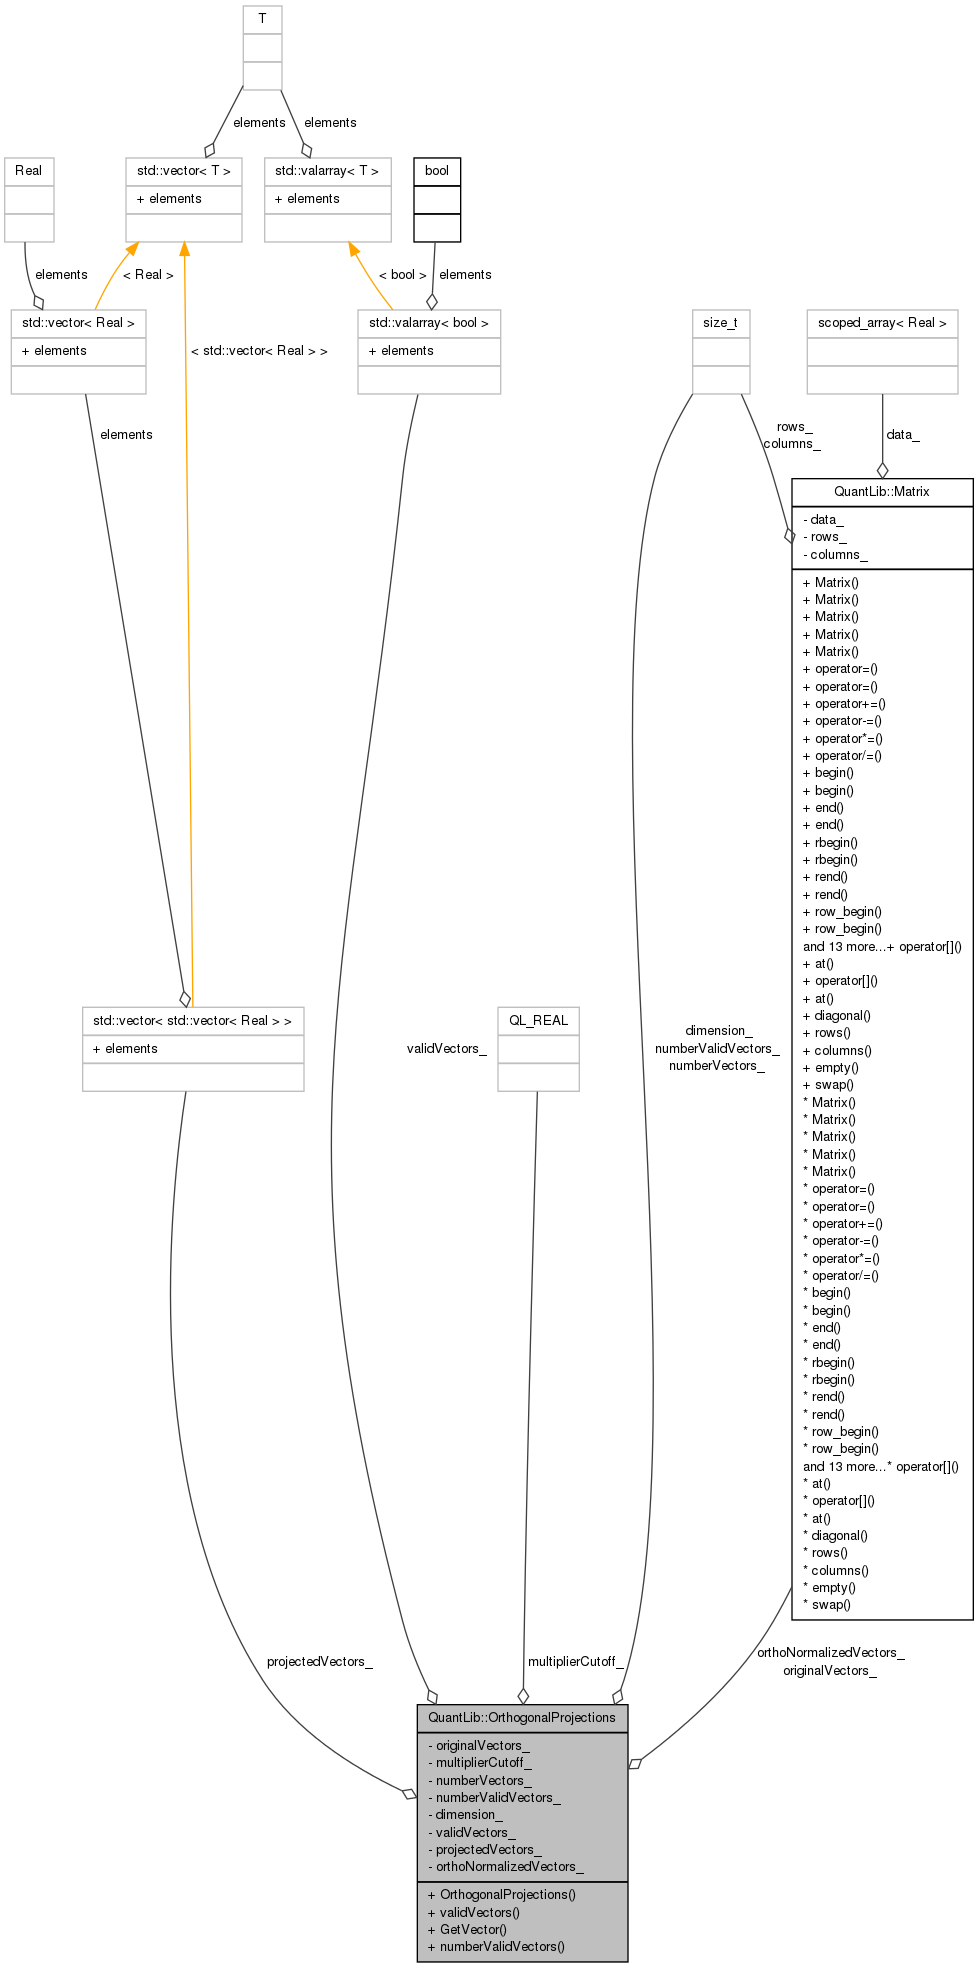 T
elements
elements
Real
std::vector< T >
+ elements
std::valarray< T >
+ elements
bool
elements
< Real >
< bool >
elements
std::vector< Real >
+ elements
< std::vector< Real > >
std::valarray< bool >
+ elements
size_t
scoped_array< Real >
elements
rows_
columns_
data_
QuantLib::Matrix
- data_
- rows_
- columns_
+ Matrix()
+ Matrix()
+ Matrix()
+ Matrix()
+ Matrix()
+ operator=()
+ operator=()
+ operator+=()
+ operator-=()
+ operator*=()
+ operator/=()
+ begin()
+ begin()
+ end()
+ end()
+ rbegin()
+ rbegin()
+ rend()
+ rend()
+ row_begin()
+ row_begin()
and 13 more...+ operator[]()
+ at()
+ operator[]()
+ at()
+ diagonal()
+ rows()
+ columns()
+ empty()
+ swap()
* Matrix()
* Matrix()
* Matrix()
* Matrix()
* Matrix()
* operator=()
* operator=()
* operator+=()
* operator-=()
* operator*=()
* operator/=()
* begin()
* begin()
* end()
* end()
* rbegin()
* rbegin()
* rend()
* rend()
* row_begin()
* row_begin()
and 13 more...* operator[]()
* at()
* operator[]()
* at()
* diagonal()
* rows()
* columns()
* empty()
* swap()
std::vector< std::vector< Real > >
+ elements
validVectors_
QL_REAL
dimension_
numberValidVectors_
numberVectors_
projectedVectors_
multiplierCutoff_
orthoNormalizedVectors_
originalVectors_
QuantLib::OrthogonalProjections
- originalVectors_
- multiplierCutoff_
- numberVectors_
- numberValidVectors_
- dimension_
- validVectors_
- projectedVectors_
- orthoNormalizedVectors_
+ OrthogonalProjections()
+ validVectors()
+ GetVector()
+ numberValidVectors()